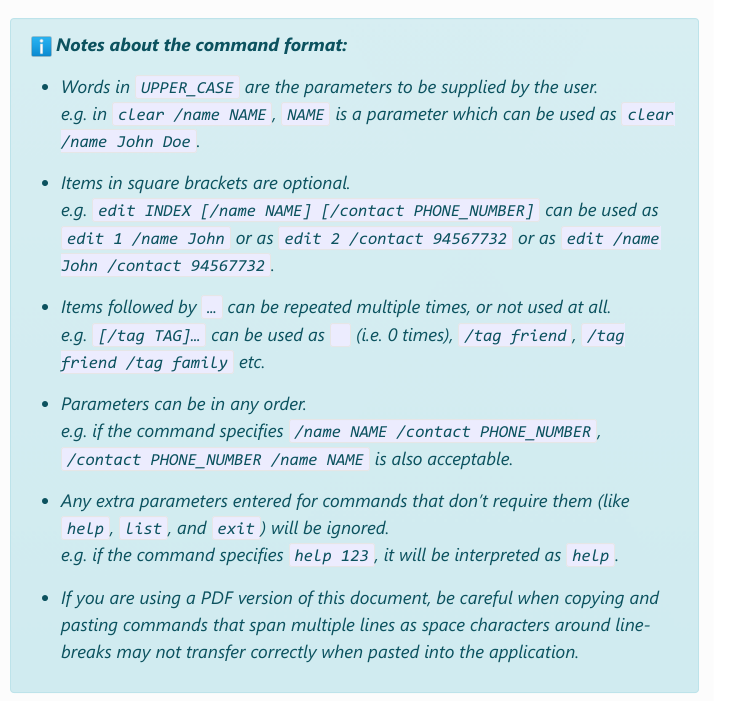 Notes about the command format:
• Words in UPPER_CASE are the parameters to be supplied by the user.
e.g. in clear /name NAME, NAME is a parameter which can be used as clear
/name John Doe.
• Items in square brackets are optional.
e.g. edit INDEX [/name NAME] [/contact PHONE_NUMBER] can be used as
edit 1 /name John or as edit 2 /contact 94567732 or as edit /name
John /contact 94567732.
• Items followed by … can be repeated multiple times, or not used at all.
e.g. [/tag TAG]… can be used as   (i.e. 0 times), /tag friend, /tag
friend /tag family etc.
• Parameters can be in any order.
e.g. if the command specifies /name NAME /contact PHONE_NUMBER,
/contact PHONE_NUMBER /name NAME is also acceptable.
• Any extra parameters entered for commands that don’t require them (like
help, list, and exit) will be ignored.
e.g. if the command specifies help 123, it will be interpreted as help.
• If you are using a PDF version of this document, be careful when copying and
pasting commands that span multiple lines as space characters around line-
breaks may not transfer correctly when pasted into the application.